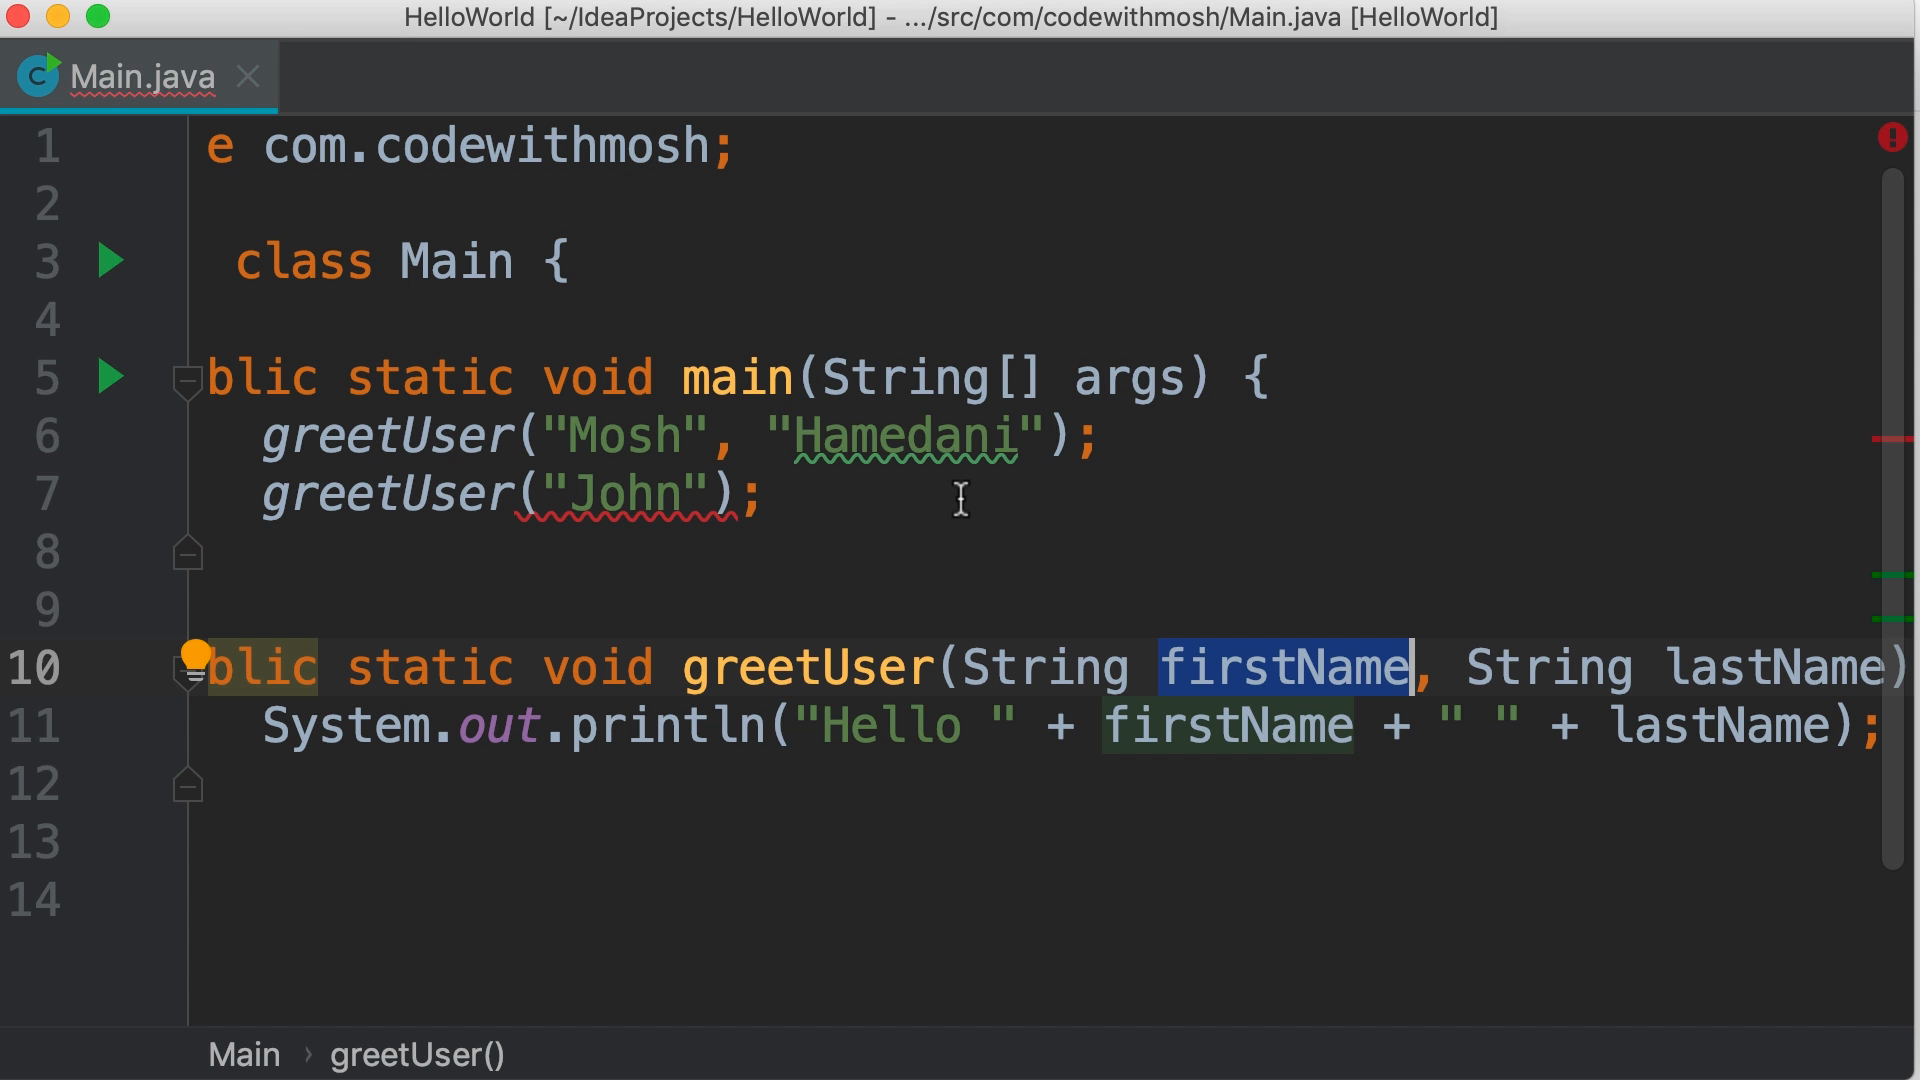 HelloWorld [~/IdeaProjects/HelloWorld] - .../src/com/codewithmosh/Main.java [HelloWorld]
Main.java
1 e com.codewithmosh;
2
3 class Main {
4
5 blic static void main(String[] args) {
6 greetUser("Mosh", "Hamedani");
7 greetUser("John");
8
9
10 blic static void greetUser(String firstName, String lastName)
11 System.out.println("Hello " + firstName + " " + lastName);
12
13
14
Main › greetUser()